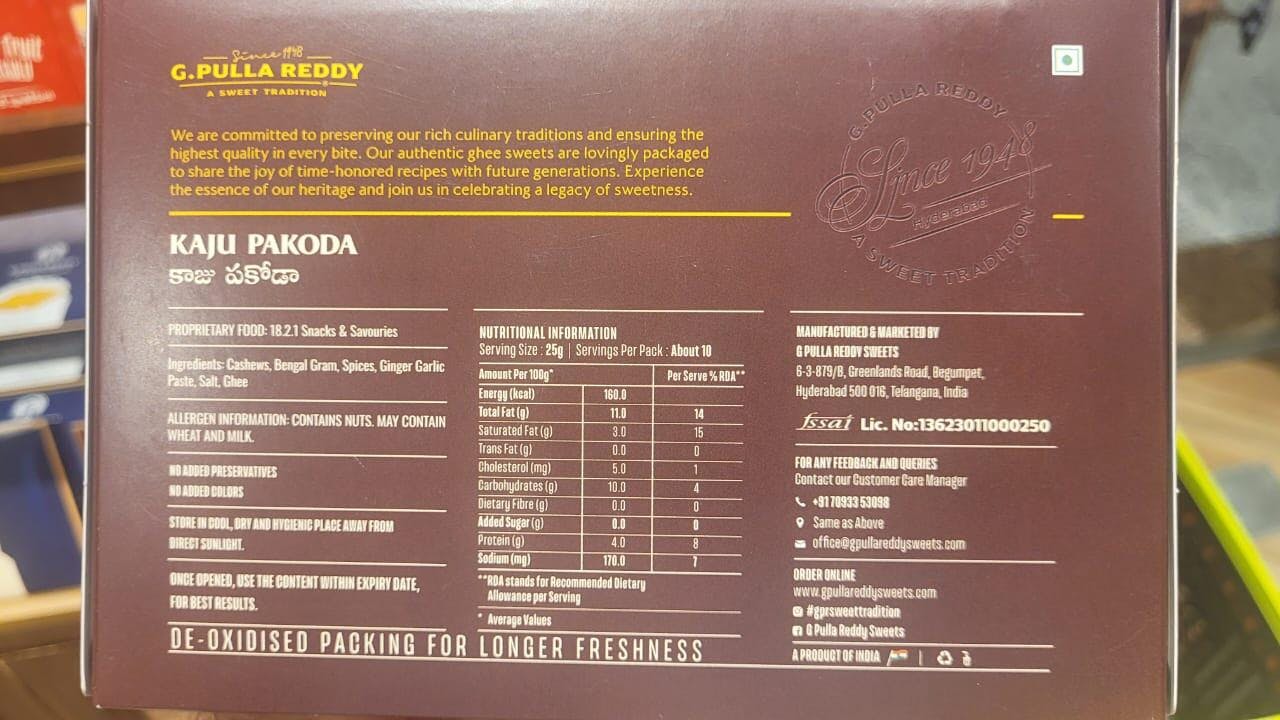 Since 1948
G.PULLA REDDY
A SWEET TRADITION
We are committed to preserving our rich culinary traditions and ensuring the
highest quality in every bite. Our authentic ghee sweets are lovingly packaged
to share the joy of time-honored recipes with future generations. Experience
the essence of our heritage and join us in celebrating a legacy of sweetness.
G.PULLA REDDY
Since 1948
Hyderabad
A SWEET TRADITION
KAJU PAKODA
కాజు పకోడా
PROPRIETARY FOOD: 18.2.1 Snacks & Savouries
Ingredients: Cashews, Bengal Gram, Spices, Ginger Garlic
Paste, Salt, Ghee
ALLERGEN INFORMATION: CONTAINS NUTS. MAY CONTAIN
WHEAT AND MILK.
NO ADDED PRESERVATIVES
NO ADDED COLORS
STORE IN COOL, DRY AND HYGIENIC PLACE AWAY FROM
DIRECT SUNLIGHT.
ONCE OPENED, USE THE CONTENT WITHIN EXPIRY DATE,
FOR BEST RESULTS.
NUTRITIONAL INFORMATION
Serving Size : 25g | Servings Per Pack : About 10
Amount Per 100g* Per Serve % RDA**
Energy (kcal) 160.0
Total Fat (g) 11.0 14
Saturated Fat (g) 3.0 15
Trans Fat (g) 0.0 0
Cholesterol (mg) 5.0 1
Carbohydrates (g) 10.0 4
Dietary Fibre (g) 0.0 0
Added Sugar (g) 0.0 0
Protein (g) 4.0 8
Sodium (mg) 170.0 7
**RDA stands for Recommended Dietary
Allowance per Serving
* Average Values
DE-OXIDISED PACKING FOR LONGER FRESHNESS
MANUFACTURED & MARKETED BY
G PULLA REDDY SWEETS
6-3-879/B, Greenlands Road, Begumpet,
Hyderabad 500 016, Telangana, India
fssai Lic. No:13623011000250
FOR ANY FEEDBACK AND QUERIES
Contact our Customer Care Manager
+91 70933 53098
Same as Above
office@gpullareddysweets.com
ORDER ONLINE
www.gpullareddysweets.com
#gprsweettradition
G Pulla Reddy Sweets
A PRODUCT OF INDIA |